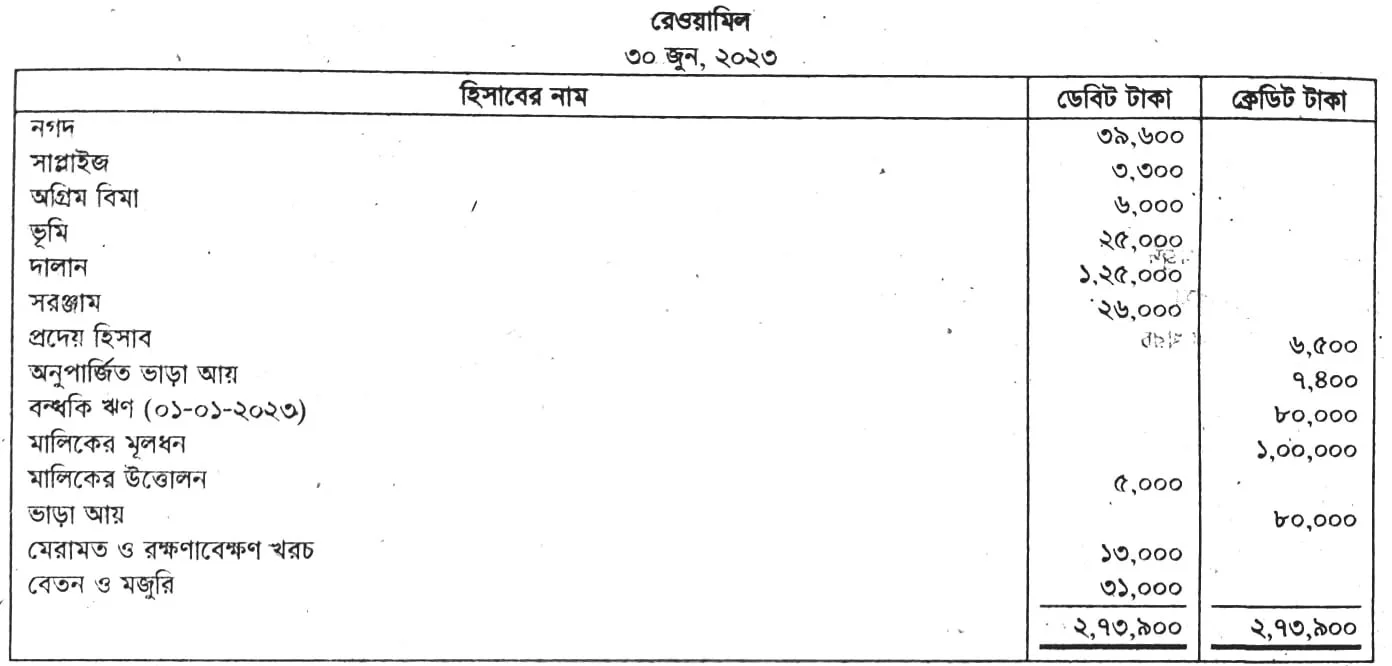 রেওয়ামিল
৩০ জুন, ২০২৩
হিসাবের নাম ডেবিট টাকা ক্রেডিট টাকা
নগদ ৩৯,৬০০
সাপ্লাইজ ৩,৩০০
অগ্রিম বিমা ৬,০০০
ভূমি ২৫,০০০
দালান ১,২৫,০০০
সরঞ্জাম ২৬,০০০
প্রদেয় হিসাব ৬,৫০০
অনুপার্জিত ভাড়া আয় ৭,৪০০
বন্ধকি ঋণ (০১-০১-২০২৩) ৮০,০০০
মালিকের মূলধন ১,০০,০০০
মালিকের উত্তোলন ৫,০০০
ভাড়া আয় ৮০,০০০
মেরামত ও রক্ষণাবেক্ষণ খরচ ১৩,০০০
বেতন ও মজুরি ৩১,০০০
২,৭৩,৯০০ ২,৭৩,৯০০